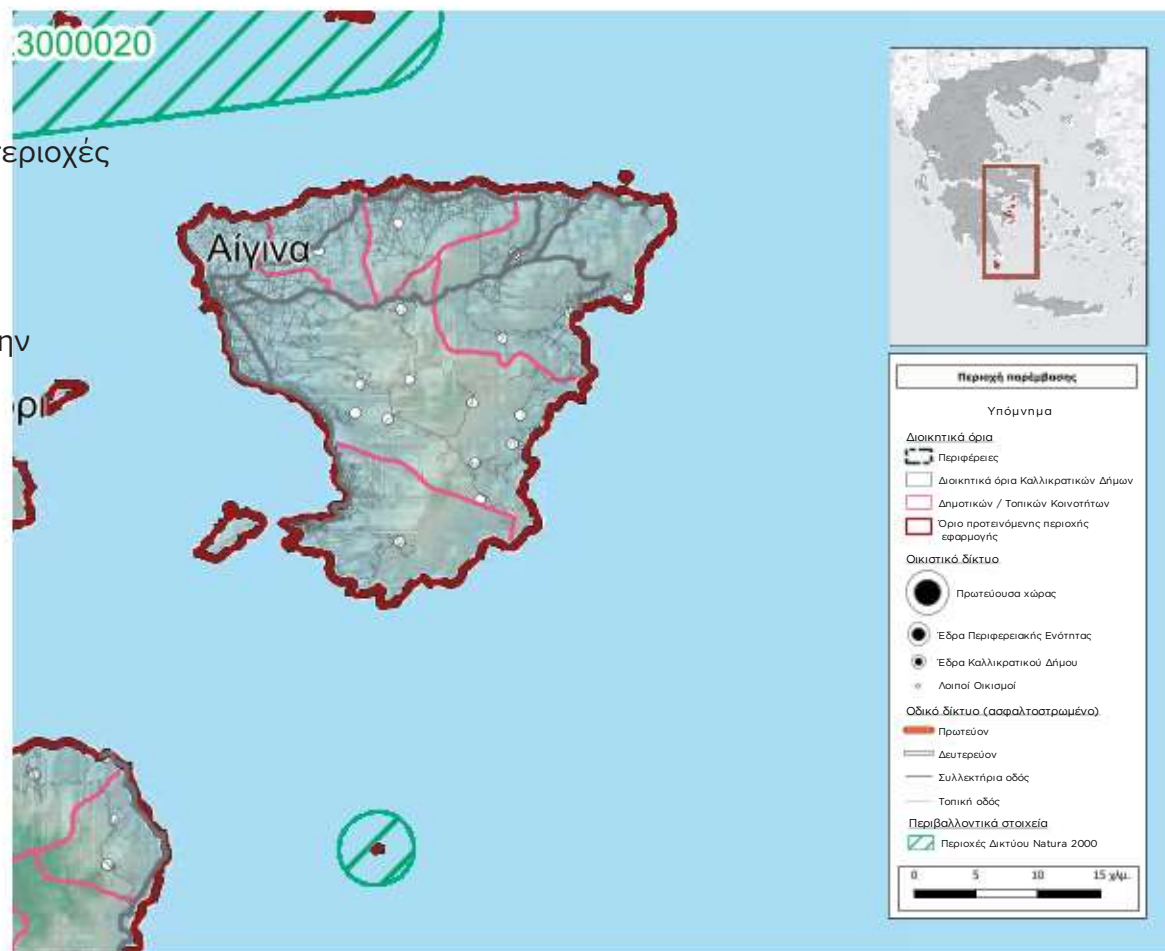 3000020
περιοχές
Αίγινα
ην
ρι
Περιοχή παρέμβασης
Υπόμνημα
Διοικητικά όρια
Περιφέρειες
Διοικητικά όρια Καλλικρατικών Δήμων
Δημοτικών / Τοπικών Κοινοτήτων
Όριο προτεινόμενης περιοχής
εφαρμογής
Οικιστικό δίκτυο
Πρωτεύουσα χώρας
Έδρα Περιφερειακής Ενότητας
Έδρα Καλλικρατικού Δήμου
Λοιποί Οικισμοί
Οδικό δίκτυο (ασφαλτοστρωμένο)
Πρωτεύον
Δευτερεύον
Συλλεκτήρια οδός
Τοπική οδός
Περιβαλλοντικά στοιχεία
Περιοχές Δικτύου Natura 2000
0 5 10 15 χλμ.